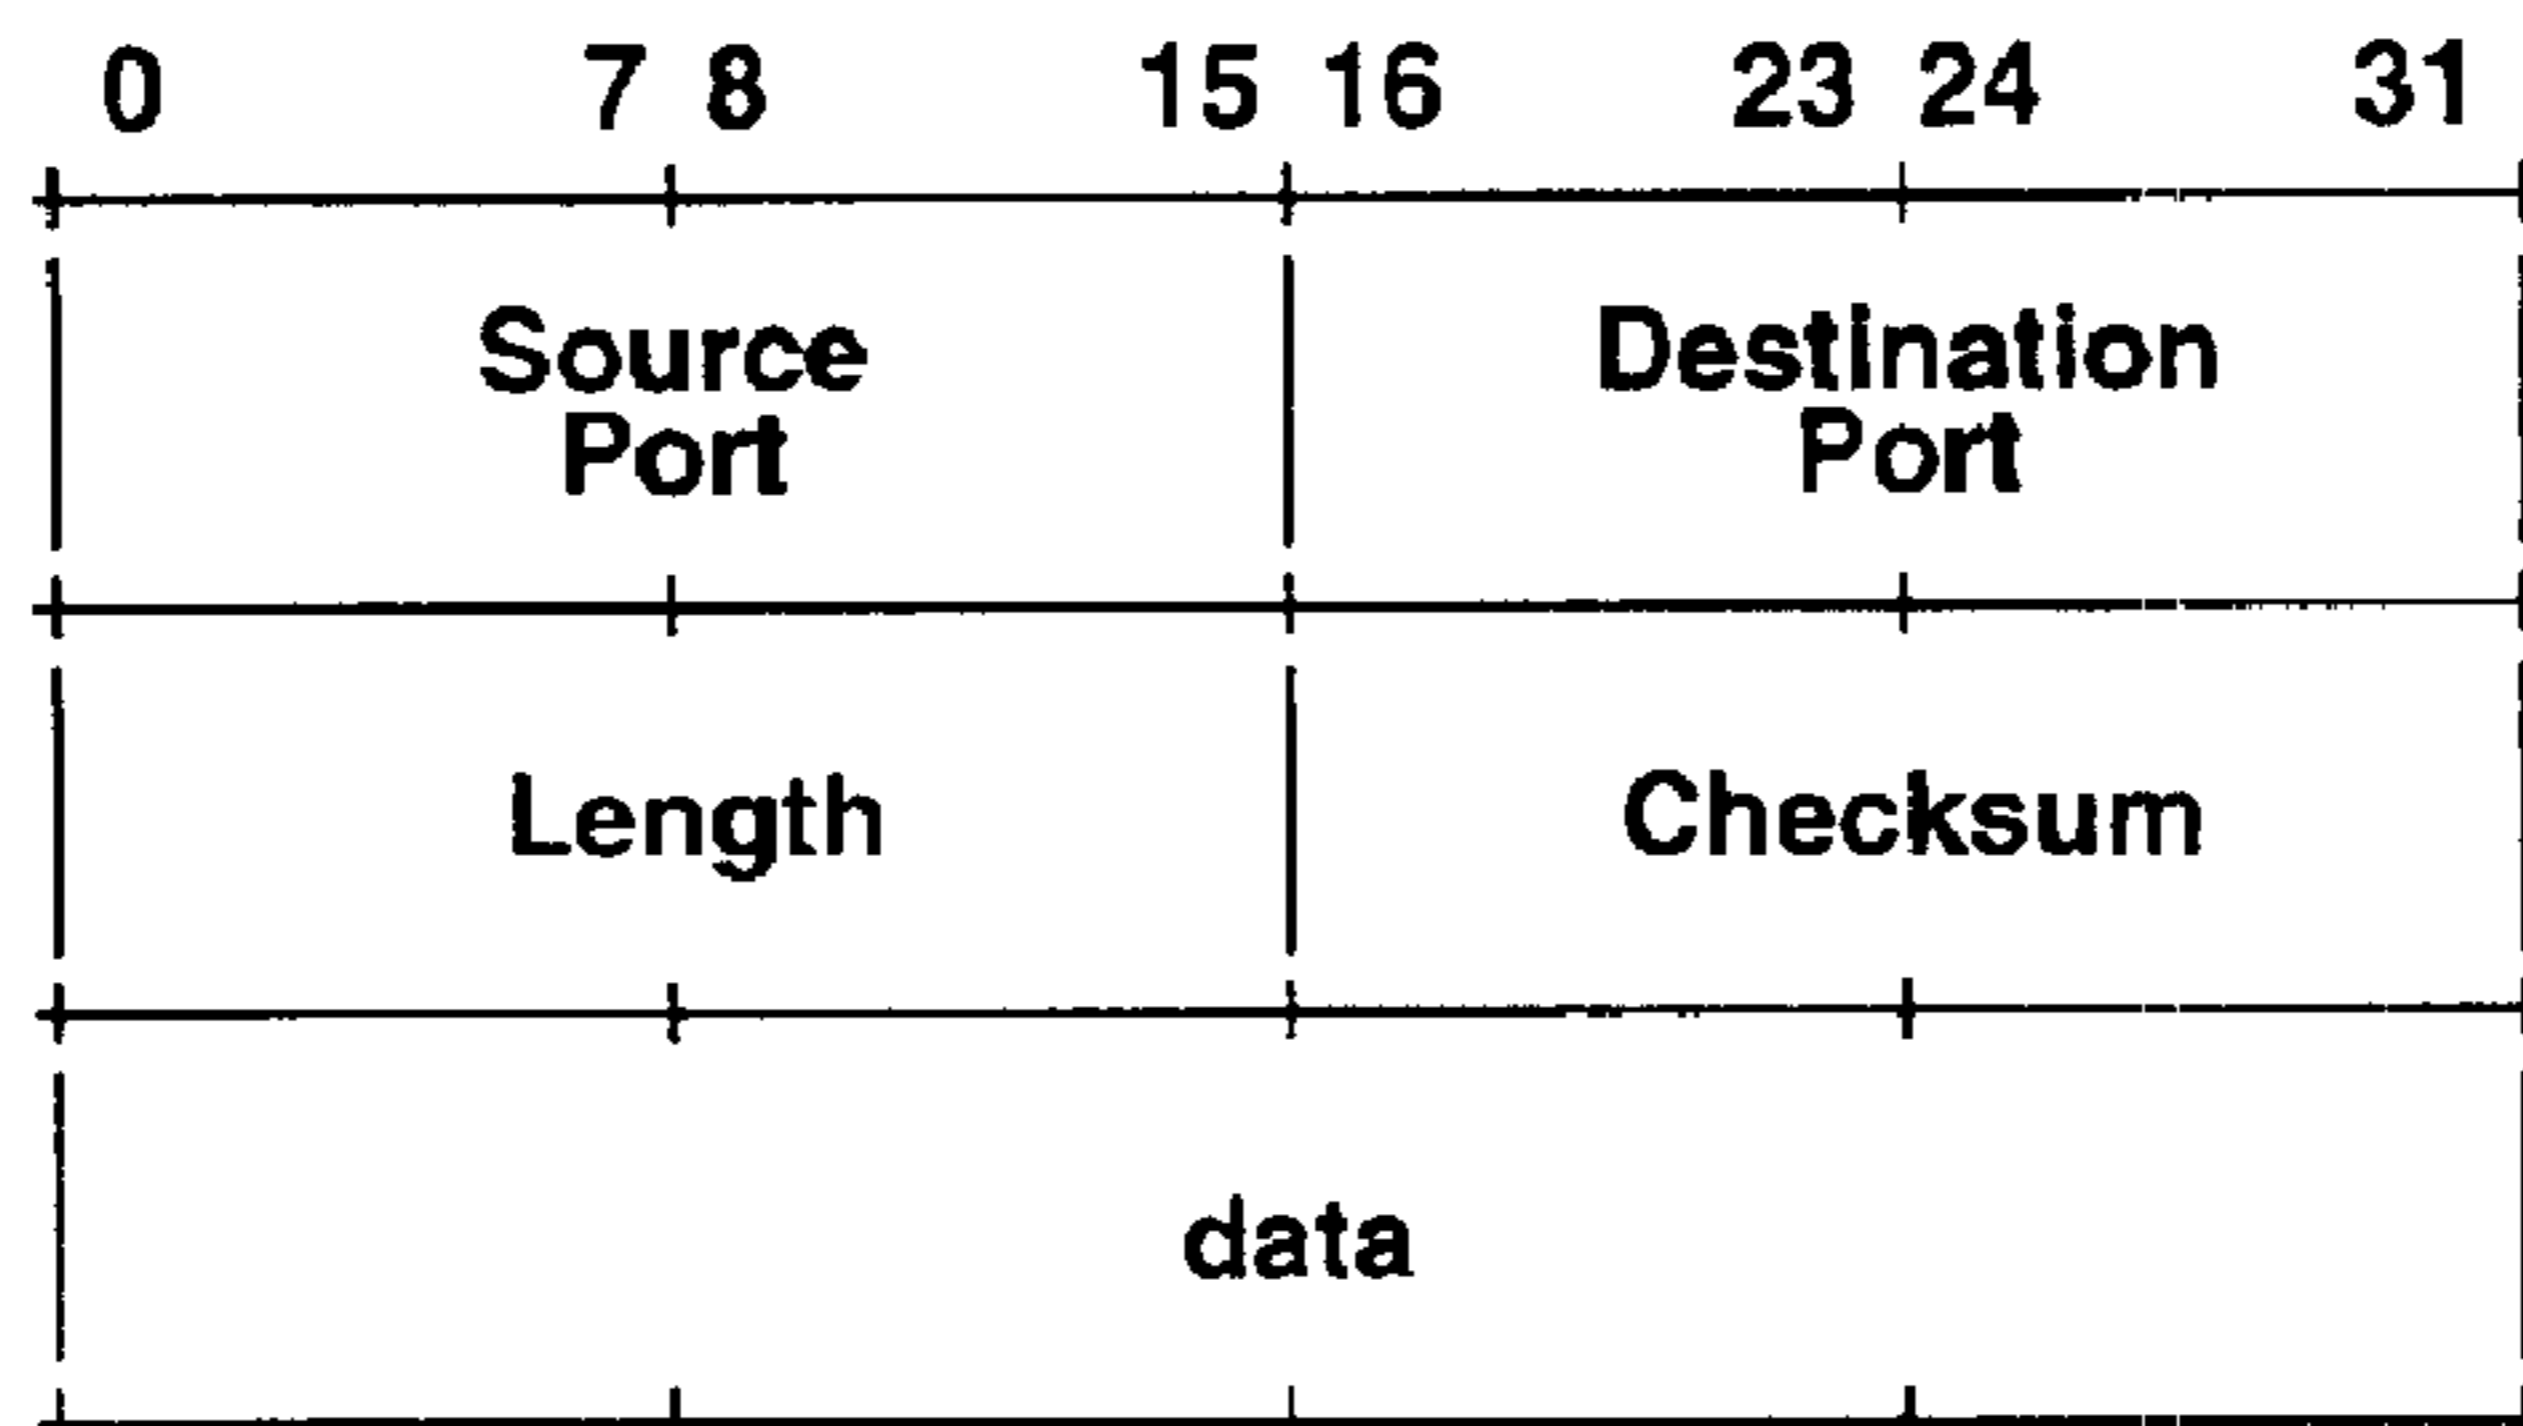 0 7 8 15 16 23 24 31
Source Destination
Port Port
Length Checksum
data